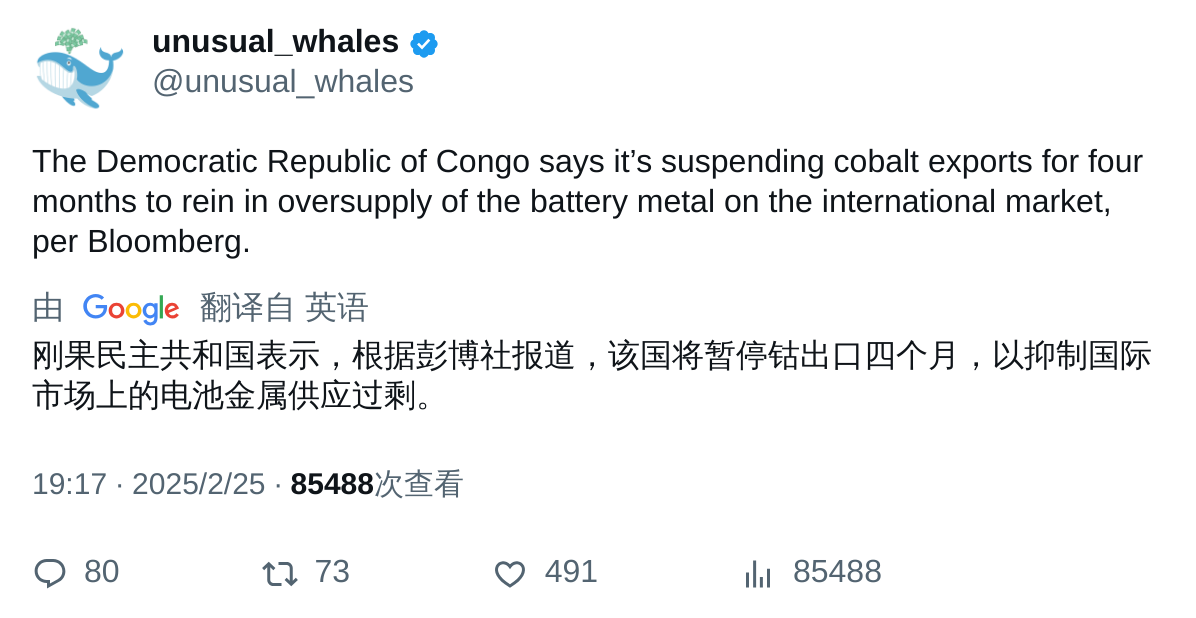 unusual_whales
@unusual_whales
The Democratic Republic of Congo says it’s suspending cobalt exports for four
months to rein in oversupply of the battery metal on the international market,
per Bloomberg.
由 Google 翻译自 英语
刚果民主共和国表示，根据彭博社报道，该国将暂停钴出口四个月，以抑制国际
市场上的电池金属供应过剩。
19:17 · 2025/2/25 · 85488次查看
80 73 491 85488